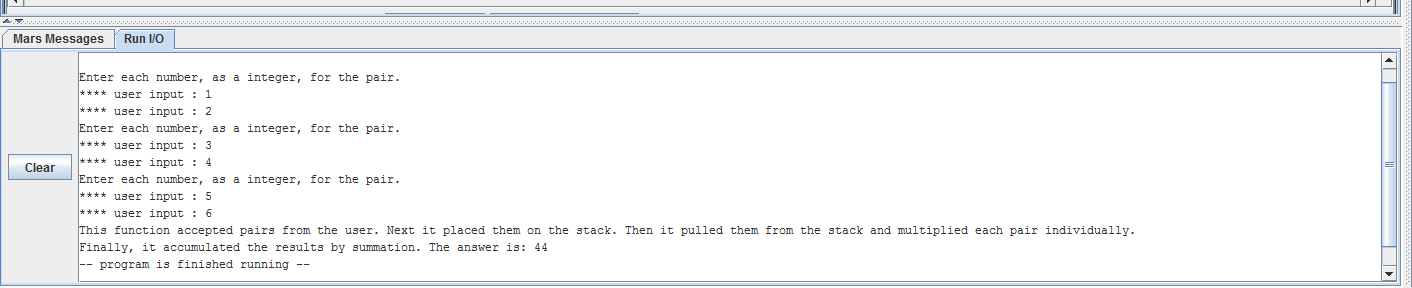 Mars Messages Run I/O
Enter each number, as a integer, for the pair.
**** user input : 1
**** user input : 2
Enter each number, as a integer, for the pair.
**** user input : 3
**** user input : 4
Clear
Enter each number, as a integer, for the pair.
**** user input : 5
**** user input : 6
This function accepted pairs from the user. Next it placed them on the stack. Then it pulled them from the stack and multiplied each pair individually.
Finally, it accumulated the results by summation. The answer is: 44
-- program is finished running --